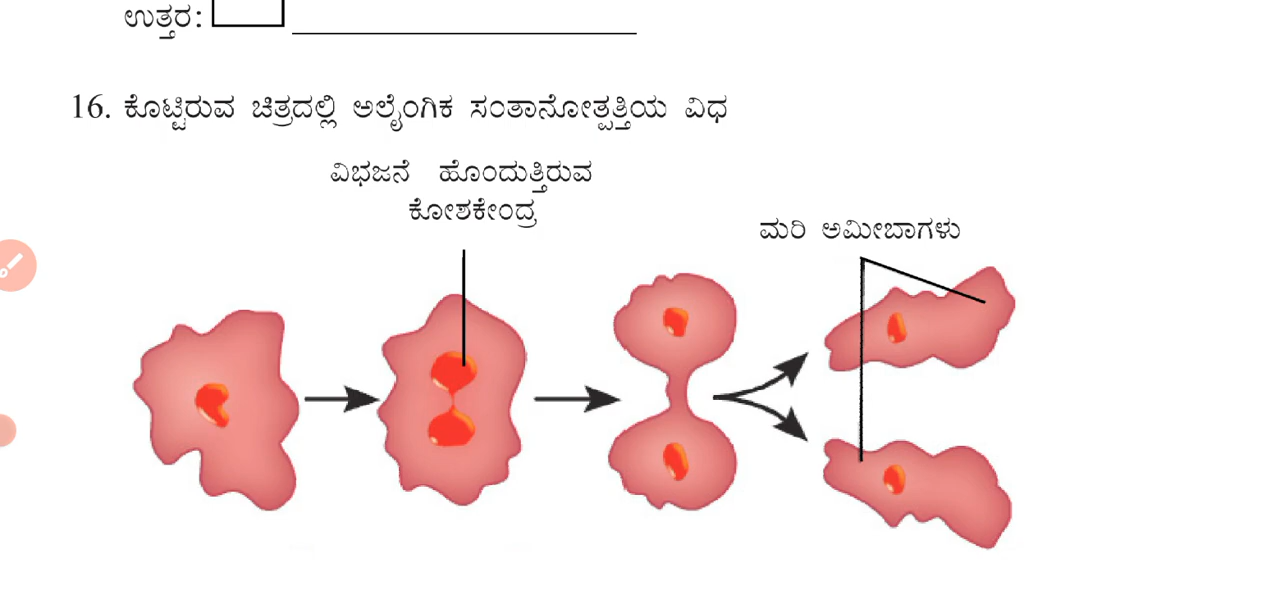 ಉತ್ತರ:
16. ಕೊಟ್ಟಿರುವ ಚಿತ್ರದಲ್ಲಿ ಅಲೈಂಗಿಕ ಸಂತಾನೋತ್ಪತ್ತಿಯ ವಿಧ
ವಿಭಜನೆ ಹೊಂದುತ್ತಿರುವ
ಕೋಶಕೇಂದ್ರ
ಮರಿ ಅಮೀಬಾಗಳು